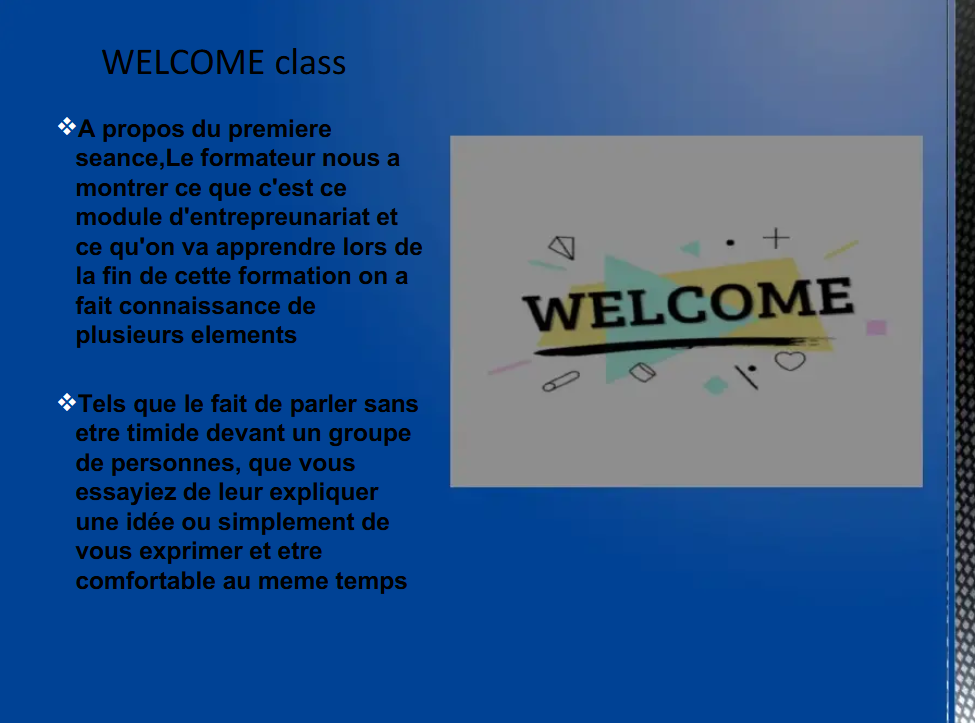 WELCOME class
❖A propos du premiere
seance,Le formateur nous a
montrer ce que c'est ce
module d'entrepreunariat et
ce qu'on va apprendre lors de
la fin de cette formation on a
fait connaissance de
plusieurs elements
❖Tels que le fait de parler sans
etre timide devant un groupe
de personnes, que vous
essayiez de leur expliquer
une idée ou simplement de
vous exprimer et etre
comfortable au meme temps
WELCOME